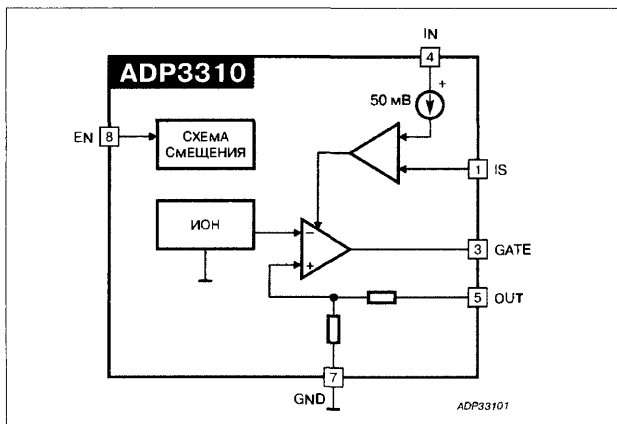 IN
ADP3310
4
+
50 мВ
EN 8
СХЕМА
СМЕЩЕНИЯ
1 IS
ИОН
−
3 GATE
+
5 OUT
7
GND
ADP33101